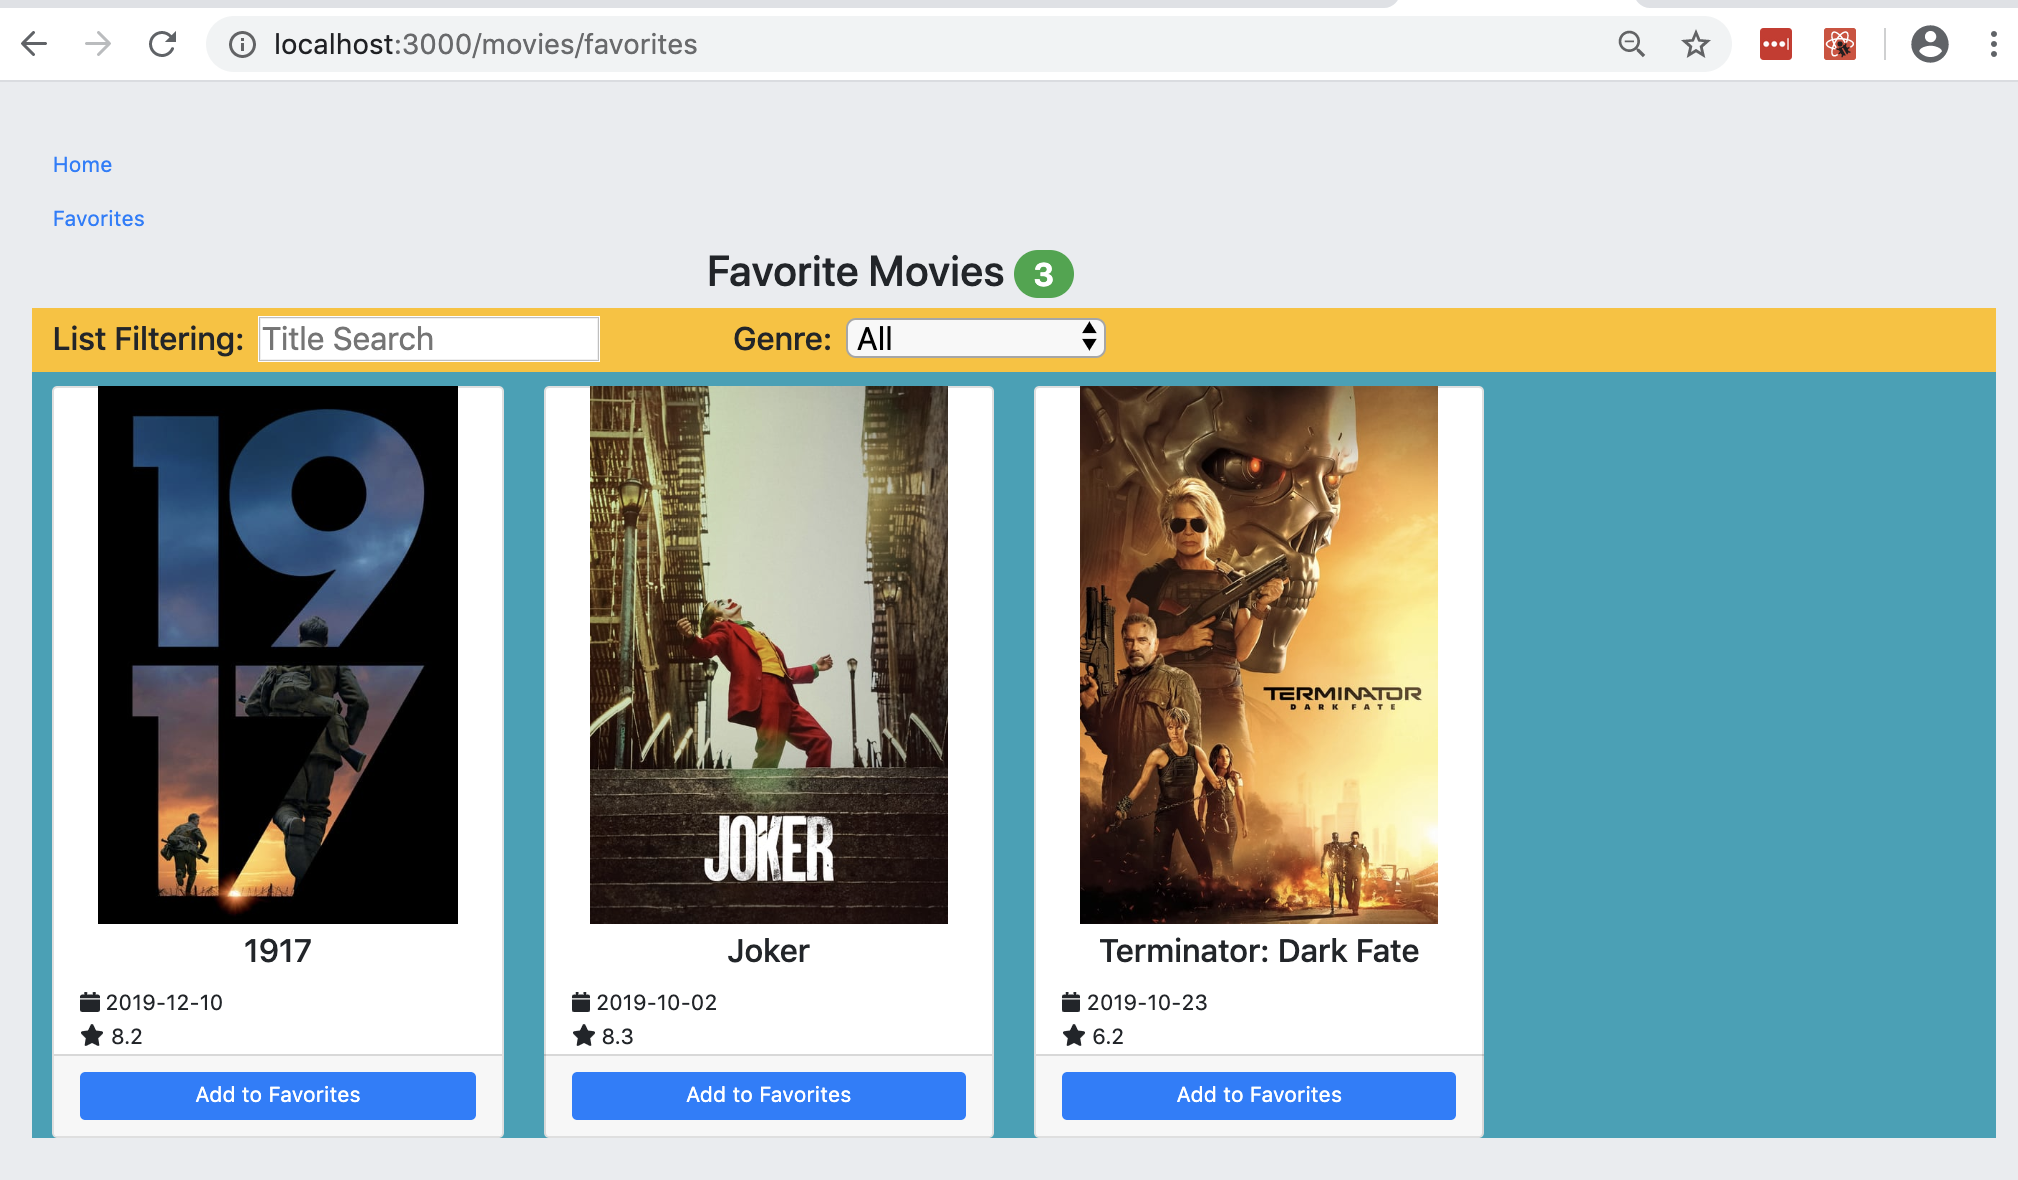 localhost:3000/movies/favorites
Home
Favorites
Favorite Movies 3
List Filtering: Title Search Genre: All
19
17
JOKER
TERMINATOR
DARK FATE
1917
Joker
Terminator: Dark Fate
2019-12-10
2019-10-02
2019-10-23
8.2
8.3
6.2
Add to Favorites
Add to Favorites
Add to Favorites